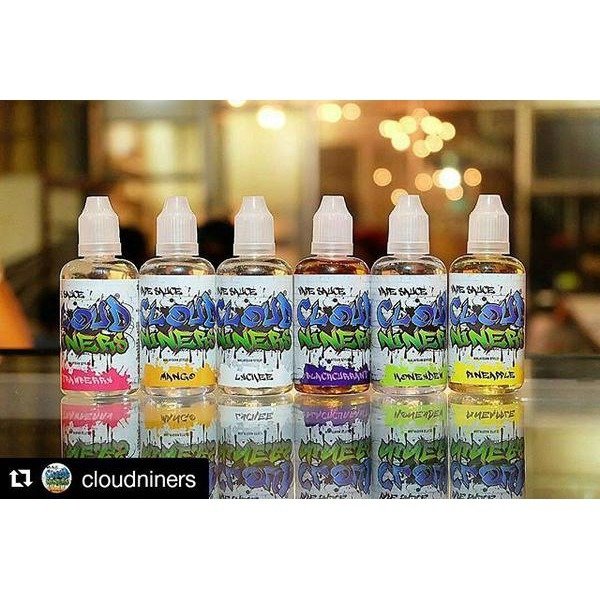 VAPE SAUCE
CLOUD
NINERS
STRAWBERRY
VAPE SAUCE
CLOUD
NINERS
MANGO
VAPE SAUCE
CLOUD
NINERS
LYCHEE
VAPE SAUCE
CLOUD
NINERS
BLACKCURRANT
VAPE SAUCE
CLOUD
NINERS
HONEYDEW
VAPE SAUCE
CLOUD
NINERS
PINEAPPLE
cloudniners